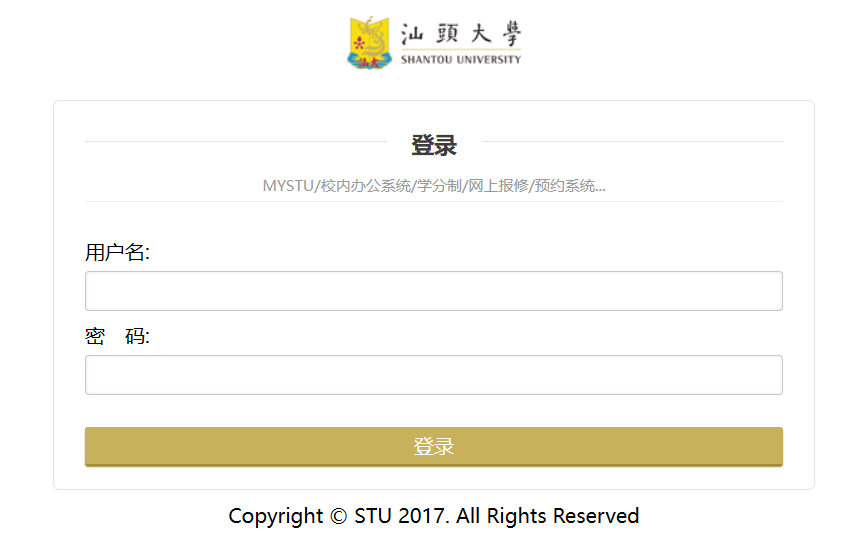 汕頭大學
SHANTOU UNIVERSITY
汕大
登录
MYSTU/校内办公系统/学分制/网上报修/预约系统...
用户名:
密　码:
登录
Copyright © STU 2017. All Rights Reserved